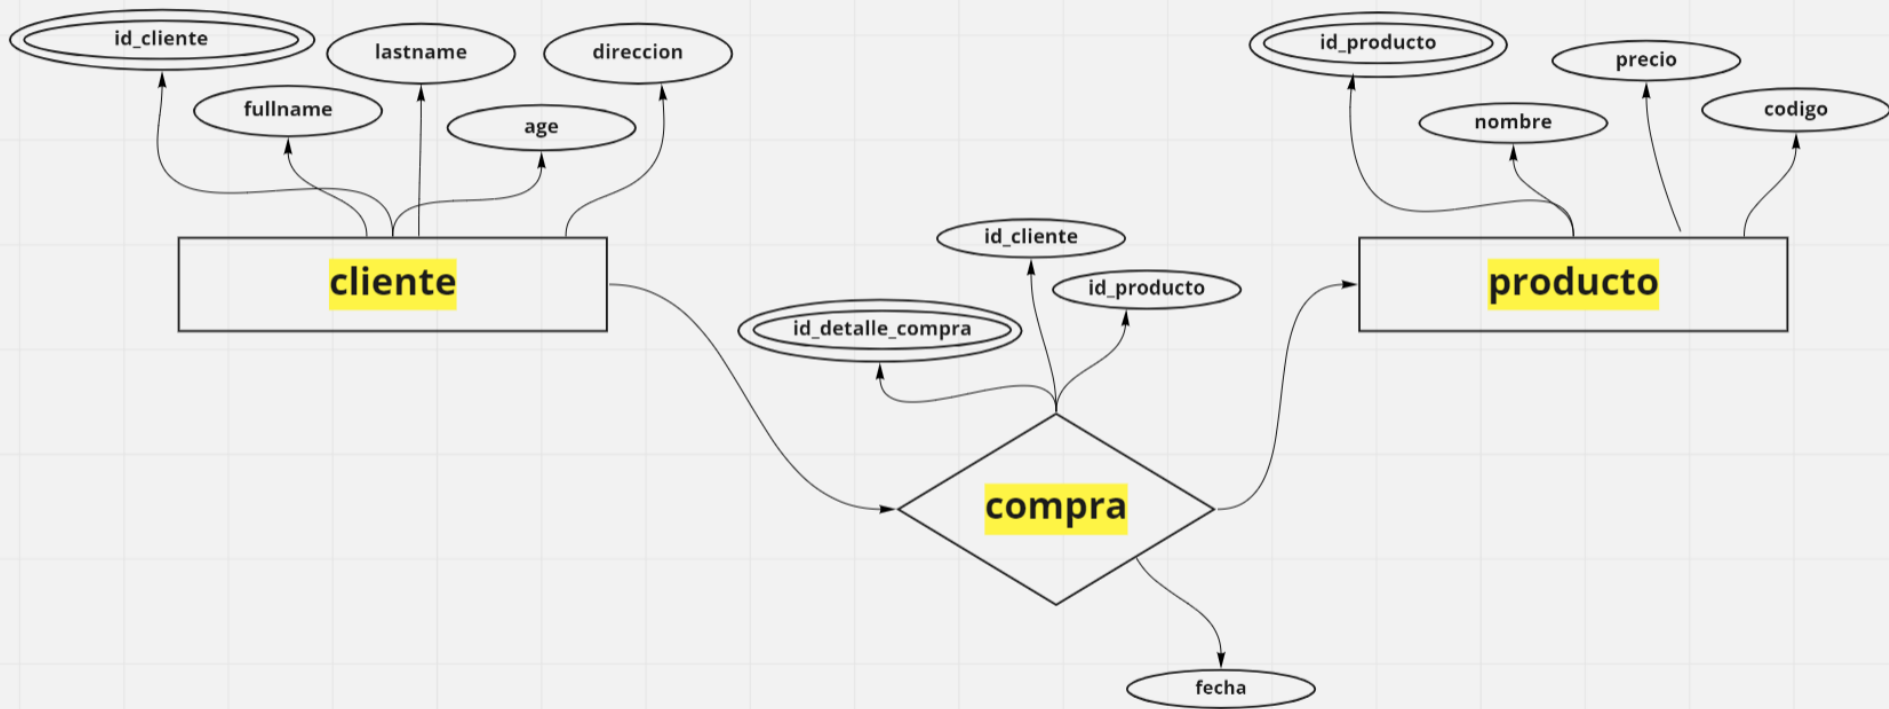 id_cliente
lastname
direccion
fullname
age
cliente
id_producto
precio
nombre
codigo
producto
id_cliente
id_producto
id_detalle_compra
compra
fecha